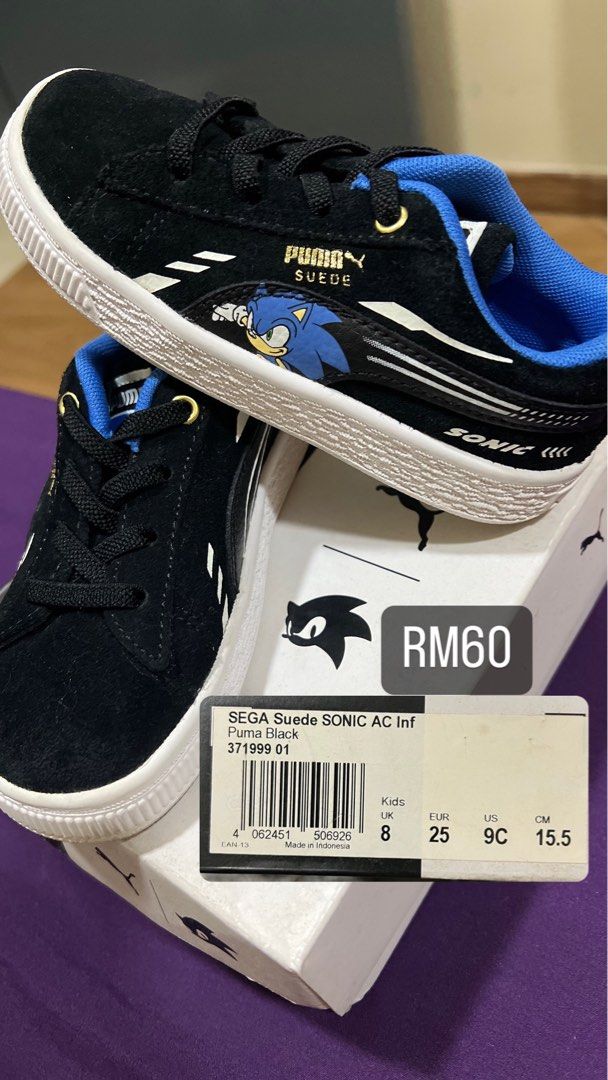 PUMA
SUEDE
SONIC
RM60
SEGA Suede SONIC AC Inf
Puma Black
371999 01
Kids
UK EUR US CM
8 25 9C 15.5
4 062451 506926
EAN-13 Made in Indonesia